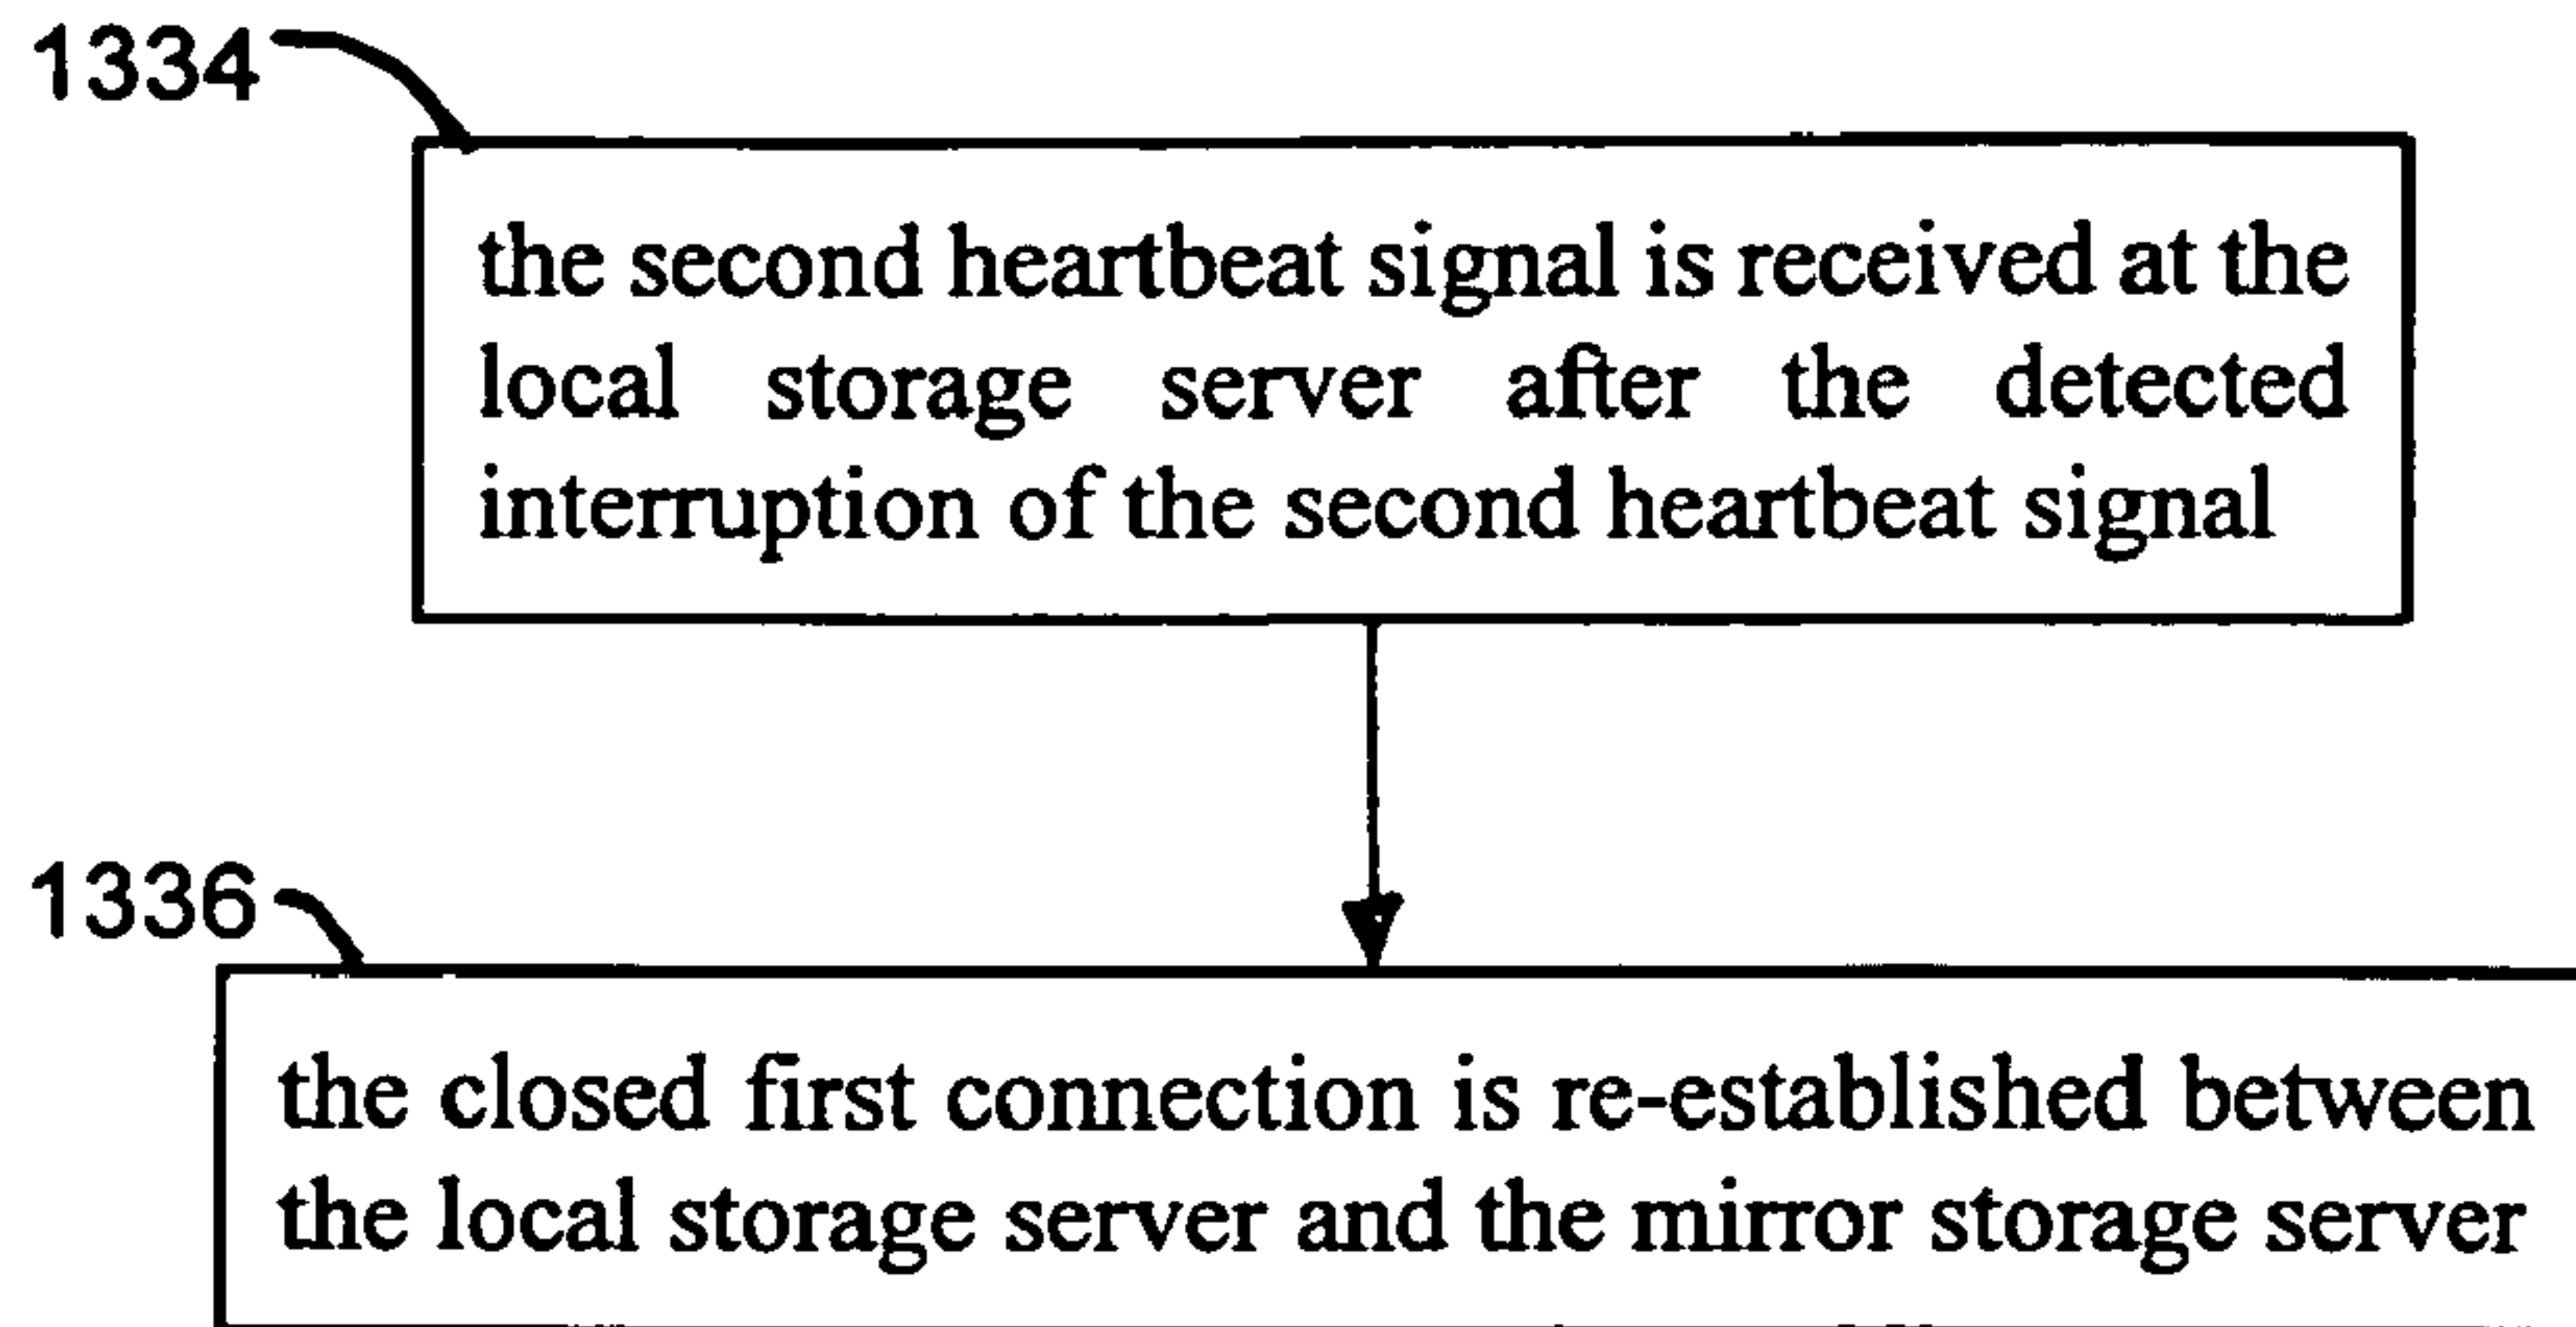 1334
the second heartbeat signal is received at the
local storage server after the detected
interruption of the second heartbeat signal
1336
the closed first connection is re-established between
the local storage server and the mirror storage server